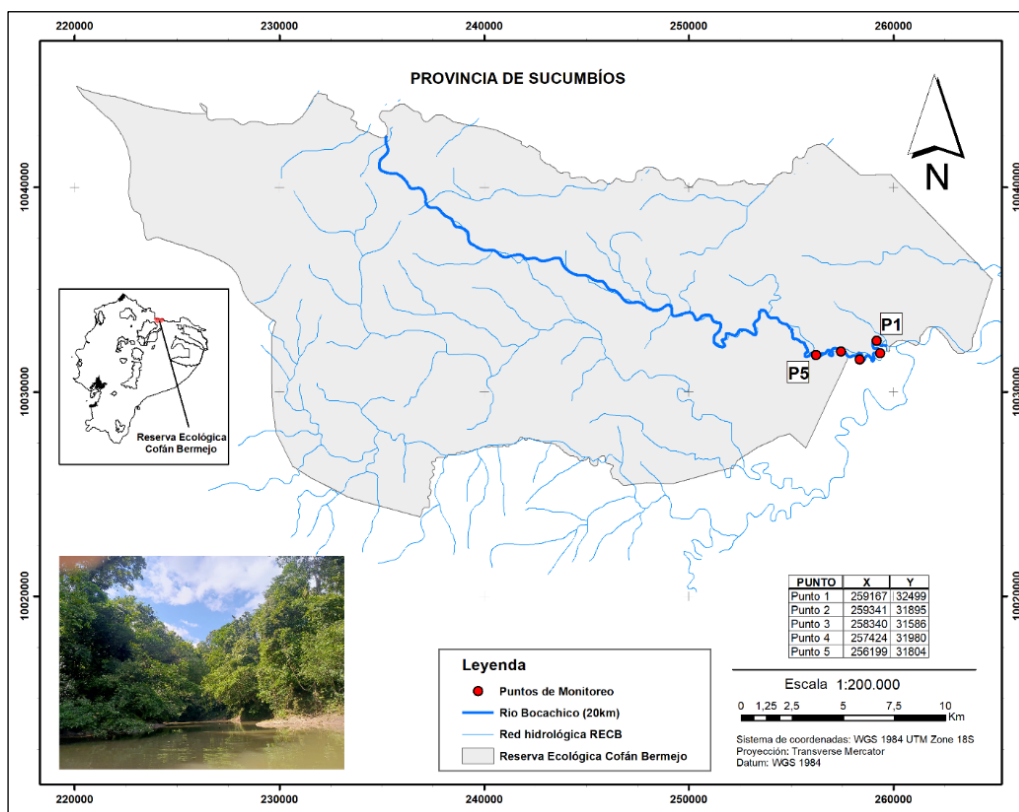 220000 230000 240000 250000 260000
PROVINCIA DE SUCUMBÍOS
N
10040000 10040000
P1
P5
10030000 10030000
Reserva Ecológica
Cofán Bermejo
10020000 10020000
PUNTO X Y
Punto 1 259167 32499
Punto 2 259341 31895
Punto 3 258340 31586
Punto 4 257424 31980
Punto 5 256199 31804
Leyenda
Puntos de Monitoreo
Rio Bocachico (20km)
Red hidrológica RECB
Reserva Ecológica Cofán Bermejo
Escala 1:200.000
0 1,25 2,5 5 7,5 10
Km
Sistema de coordenadas: WGS 1984 UTM Zone 18S
Proyección: Transverse Mercator
Datum: WGS 1984
220000 230000 240000 250000 260000